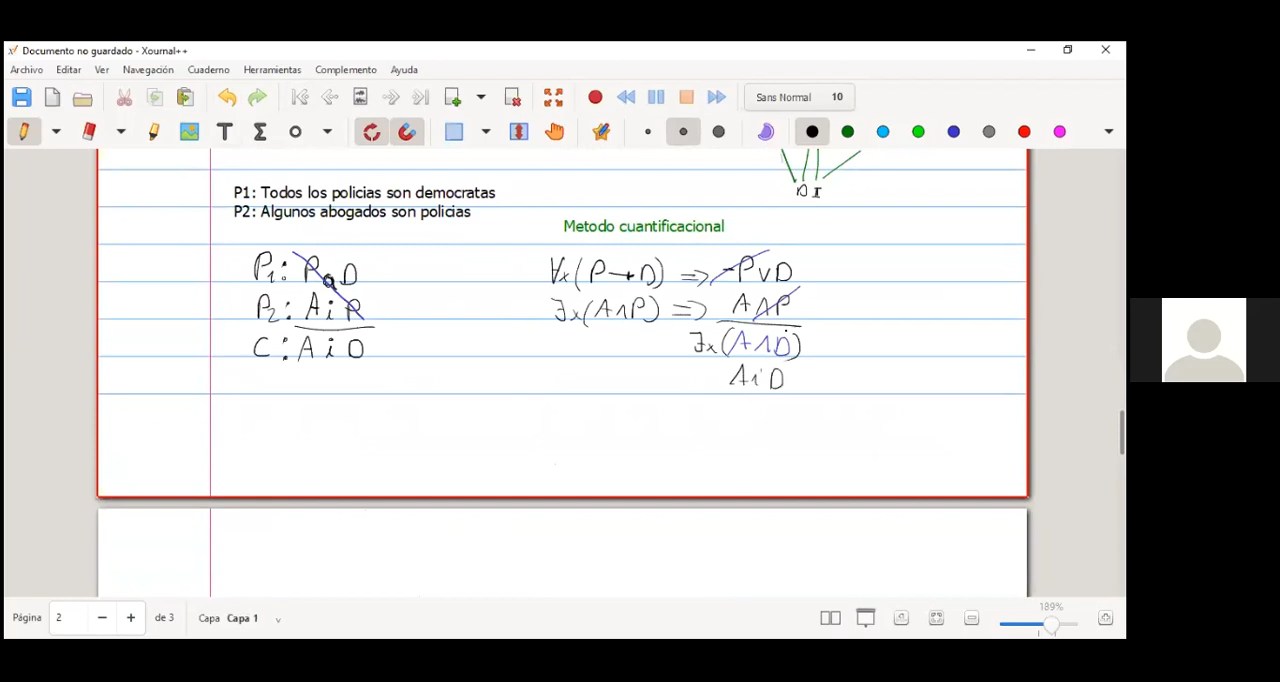 Documento no guardado - Xournal++
Archivo Editar Ver Navegación Cuaderno Herramientas Complemento Ayuda
Sans Normal 10
D I
P1: Todos los policias son democratas
P2: Algunos abogados son policias
Metodo cuantificacional
P1: P a D
∀x(P→D) ⇒ -P∨D
P2: A i P
∃x(A∧P) ⇒ A∧P
C: A i D
∃x(A∧D)
A i D
Página 2 de 3 Capa Capa 1
189%